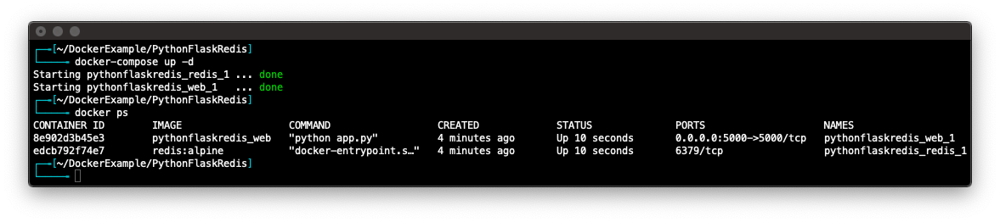 [~/DockerExample/PythonFlaskRedis]
docker-compose up -d
Starting pythonflaskredis_redis_1 ... done
Starting pythonflaskredis_web_1   ... done
[~/DockerExample/PythonFlaskRedis]
docker ps
CONTAINER ID        IMAGE                  COMMAND                  CREATED             STATUS              PORTS                    NAMES
8e902d3b45e3        pythonflaskredis_web   "python app.py"          4 minutes ago       Up 10 seconds       0.0.0.0:5000->5000/tcp   pythonflaskredis_web_1
edcb792f74e7        redis:alpine           "docker-entrypoint.s…"   4 minutes ago       Up 10 seconds       6379/tcp                 pythonflaskredis_redis_1
[~/DockerExample/PythonFlaskRedis]